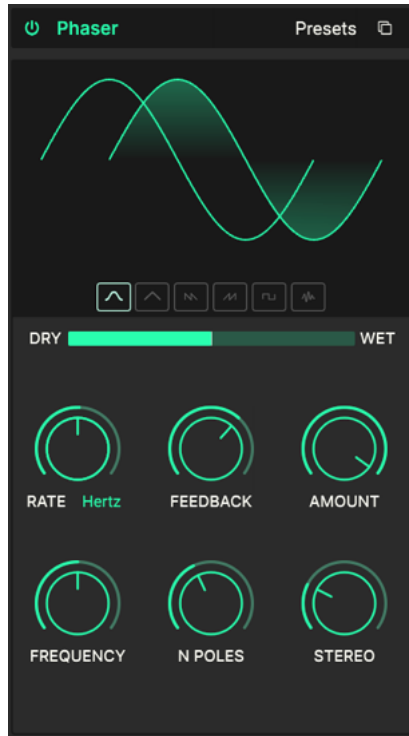 Phaser Presets
DRY WET
RATE Hertz FEEDBACK AMOUNT
FREQUENCY N POLES STEREO